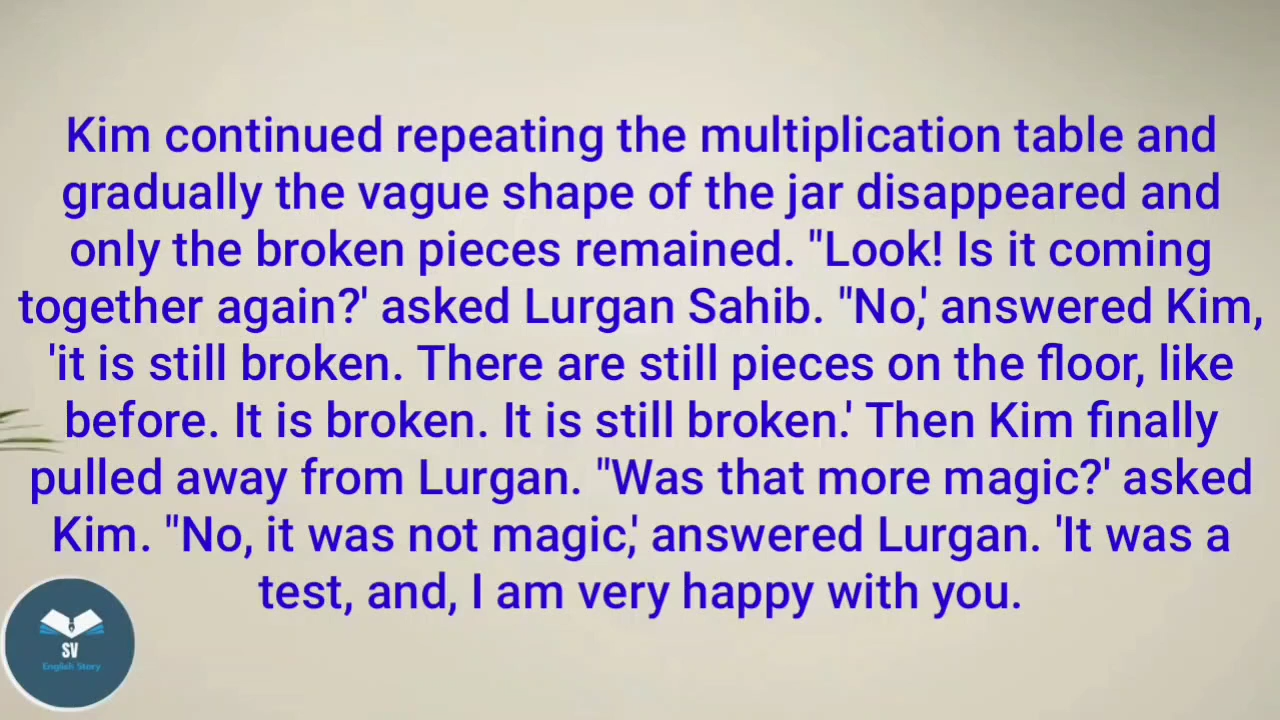 Kim continued repeating the multiplication table and
gradually the vague shape of the jar disappeared and
only the broken pieces remained. "Look! Is it coming
together again?' asked Lurgan Sahib. "No,' answered Kim,
'it is still broken. There are still pieces on the floor, like
before. It is broken. It is still broken.' Then Kim finally
pulled away from Lurgan. "Was that more magic?' asked
Kim. "No, it was not magic,' answered Lurgan. 'It was a
test, and, I am very happy with you.
SV
English Story